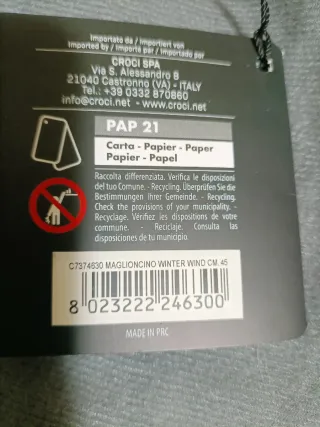 Importato da / Importiert von
Imported by / Importé par / Importado por
CROCI SPA
Via S. Alessandro 8
21040 Castronno (VA) - ITALY
Tel.: +39 0332 870860
info@croci.net - www.croci.net
PAP 21
Carta - Papier - Paper
Papier - Papel
Raccolta differenziata. Verifica le disposizioni
del tuo Comune. - Recycling. Überprüfen Sie die
Bestimmungen Ihrer Gemeinde. - Recycling.
Check the provisions of your municipality. -
Recyclage. Vérifiez les dispositions de votre
commune. - Reciclaje. Consulta las
disposiciones de tu municipio.
C7374630 MAGLIONCINO WINTER WIND CM. 45
8 023222 246300
MADE IN PRC